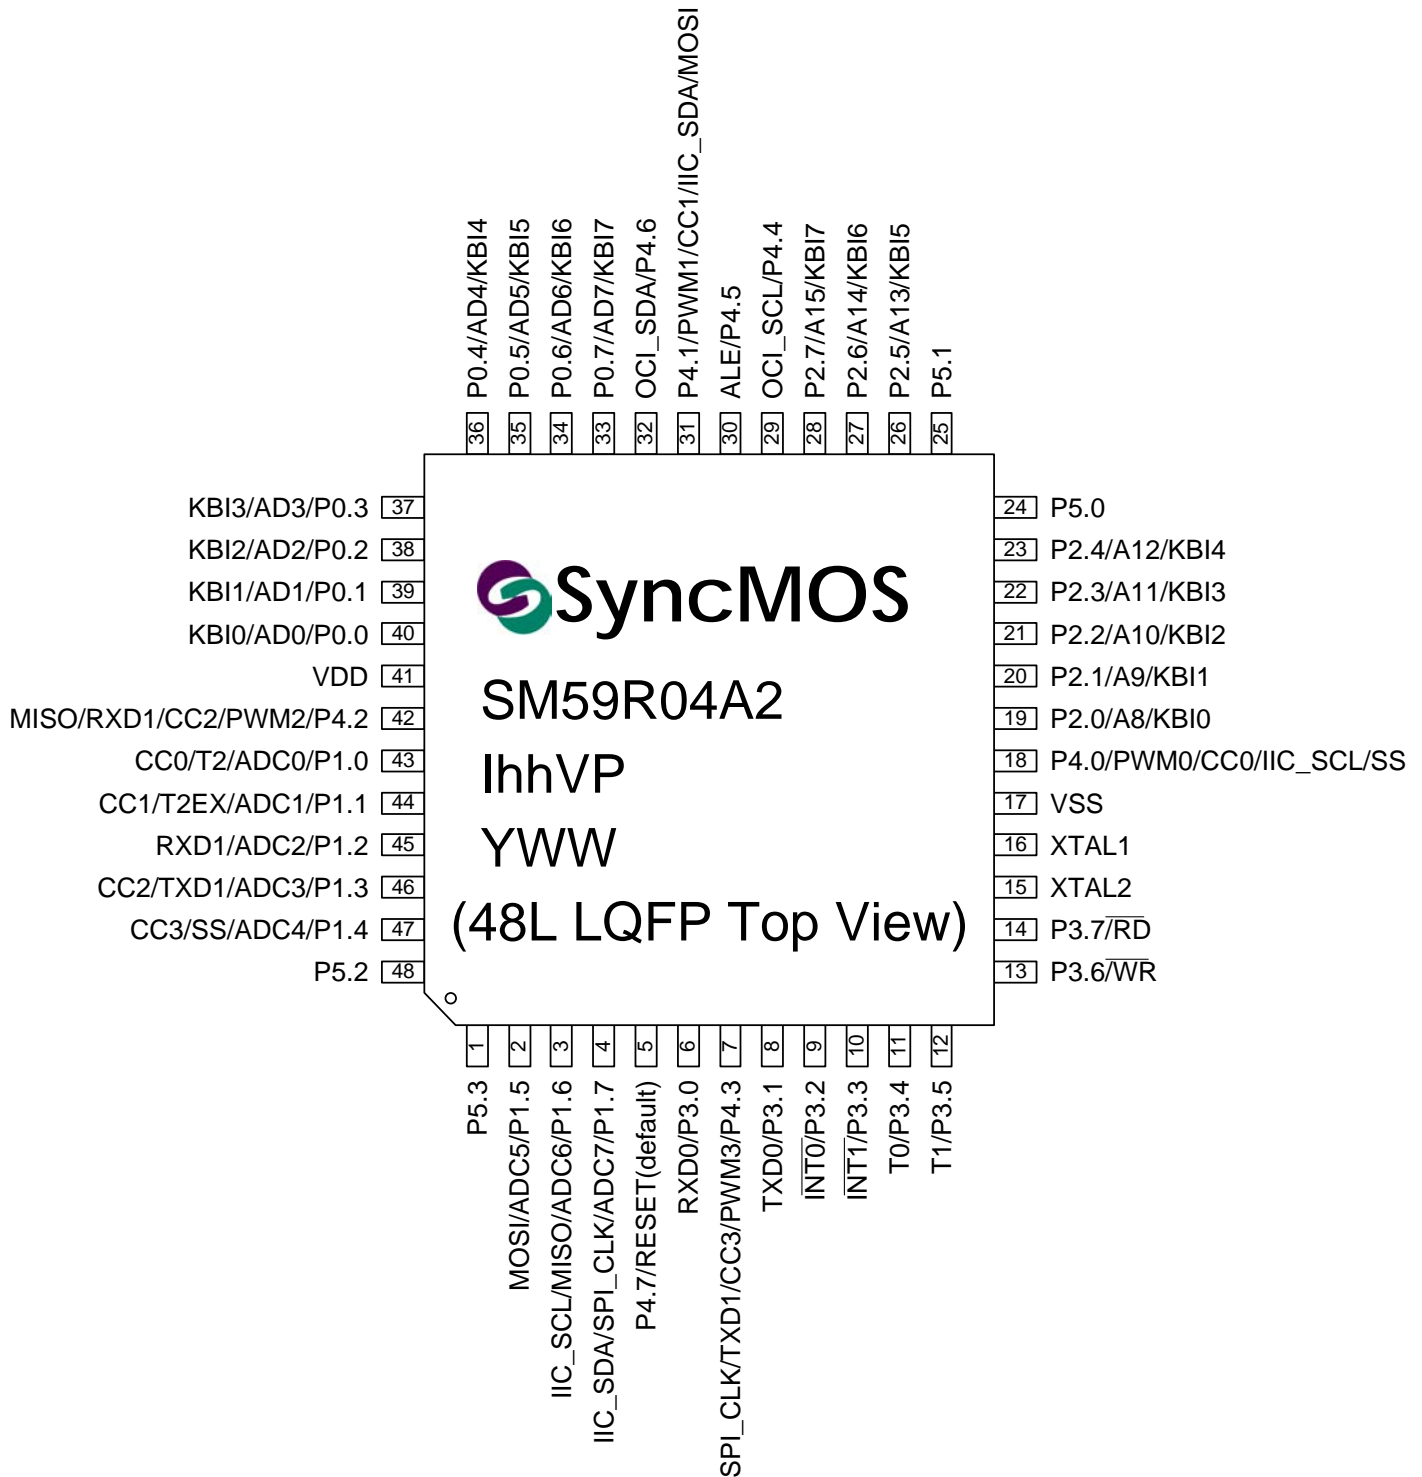 P0.4/AD4/KBI4
P0.5/AD5/KBI5
P0.6/AD6/KBI6
P0.7/AD7/KBI7
OCI_SDA/P4.6
P4.1/PWM1/CC1/IIC_SDA/MOSI
ALE/P4.5
OCI_SCL/P4.4
P2.7/A15/KBI7
P2.6/A14/KBI6
P2.5/A13/KBI5
P5.1
36
35
34
33
32
31
30
29
28
27
26
25
KBI3/AD3/P0.3 37
KBI2/AD2/P0.2 38
KBI1/AD1/P0.1 39
KBI0/AD0/P0.0 40
VDD 41
MISO/RXD1/CC2/PWM2/P4.2 42
CC0/T2/ADC0/P1.0 43
CC1/T2EX/ADC1/P1.1 44
RXD1/ADC2/P1.2 45
CC2/TXD1/ADC3/P1.3 46
CC3/SS/ADC4/P1.4 47
P5.2 48
SyncMOS
SM59R04A2
IhhVP
YWW
(48L LQFP Top View)
24 P5.0
23 P2.4/A12/KBI4
22 P2.3/A11/KBI3
21 P2.2/A10/KBI2
20 P2.1/A9/KBI1
19 P2.0/A8/KBI0
18 P4.0/PWM0/CC0/IIC_SCL/SS
17 VSS
16 XTAL1
15 XTAL2
14 P3.7/RD
13 P3.6/WR
1
2
3
4
5
6
7
8
9
10
11
12
P5.3
MOSI/ADC5/P1.5
IIC_SCL/MISO/ADC6/P1.6
IIC_SDA/SPI_CLK/ADC7/P1.7
P4.7/RESET(default)
RXD0/P3.0
SPI_CLK/TXD1/CC3/PWM3/P4.3
TXD0/P3.1
INT0/P3.2
INT1/P3.3
T0/P3.4
T1/P3.5